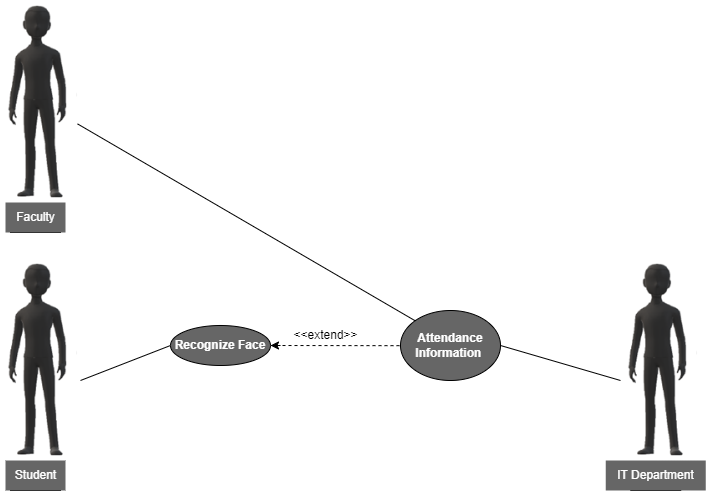 Faculty
<<extend>>
Recognize Face
Attendance
Information
Student
IT Department